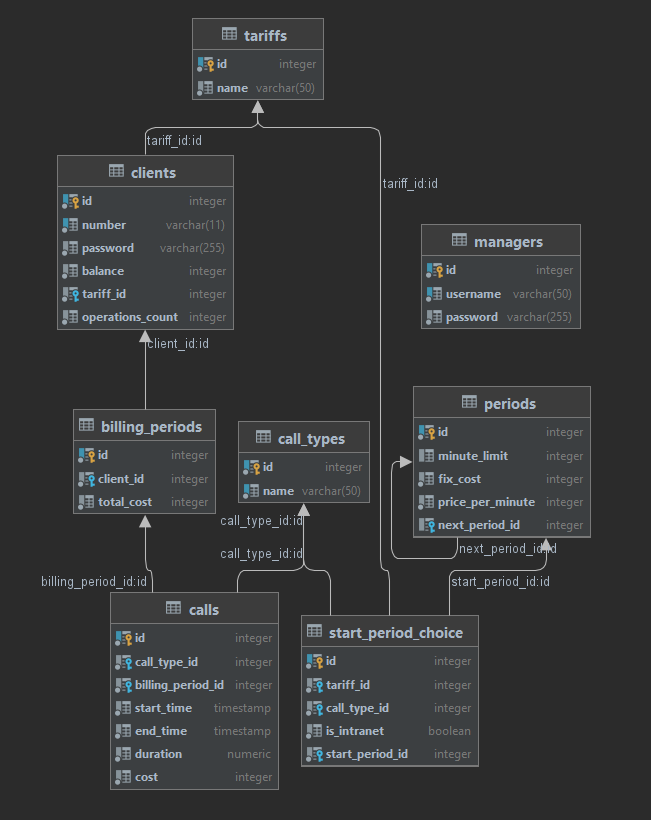 tariffs
id integer
name varchar(50)
tariff_id:id
clients
id integer
number varchar(11)
password varchar(255)
balance integer
tariff_id integer
operations_count integer
tariff_id:id
managers
id integer
username varchar(50)
password varchar(255)
client_id:id
billing_periods
id integer
client_id integer
total_cost integer
call_types
id integer
name varchar(50)
periods
id integer
minute_limit integer
fix_cost integer
price_per_minute integer
next_period_id integer
call_type_id:id
call_type_id:id
next_period_id:id
billing_period_id:id
start_period_id:id
calls
id integer
call_type_id integer
billing_period_id integer
start_time timestamp
end_time timestamp
duration numeric
cost integer
start_period_choice
id integer
tariff_id integer
call_type_id integer
is_intranet boolean
start_period_id integer